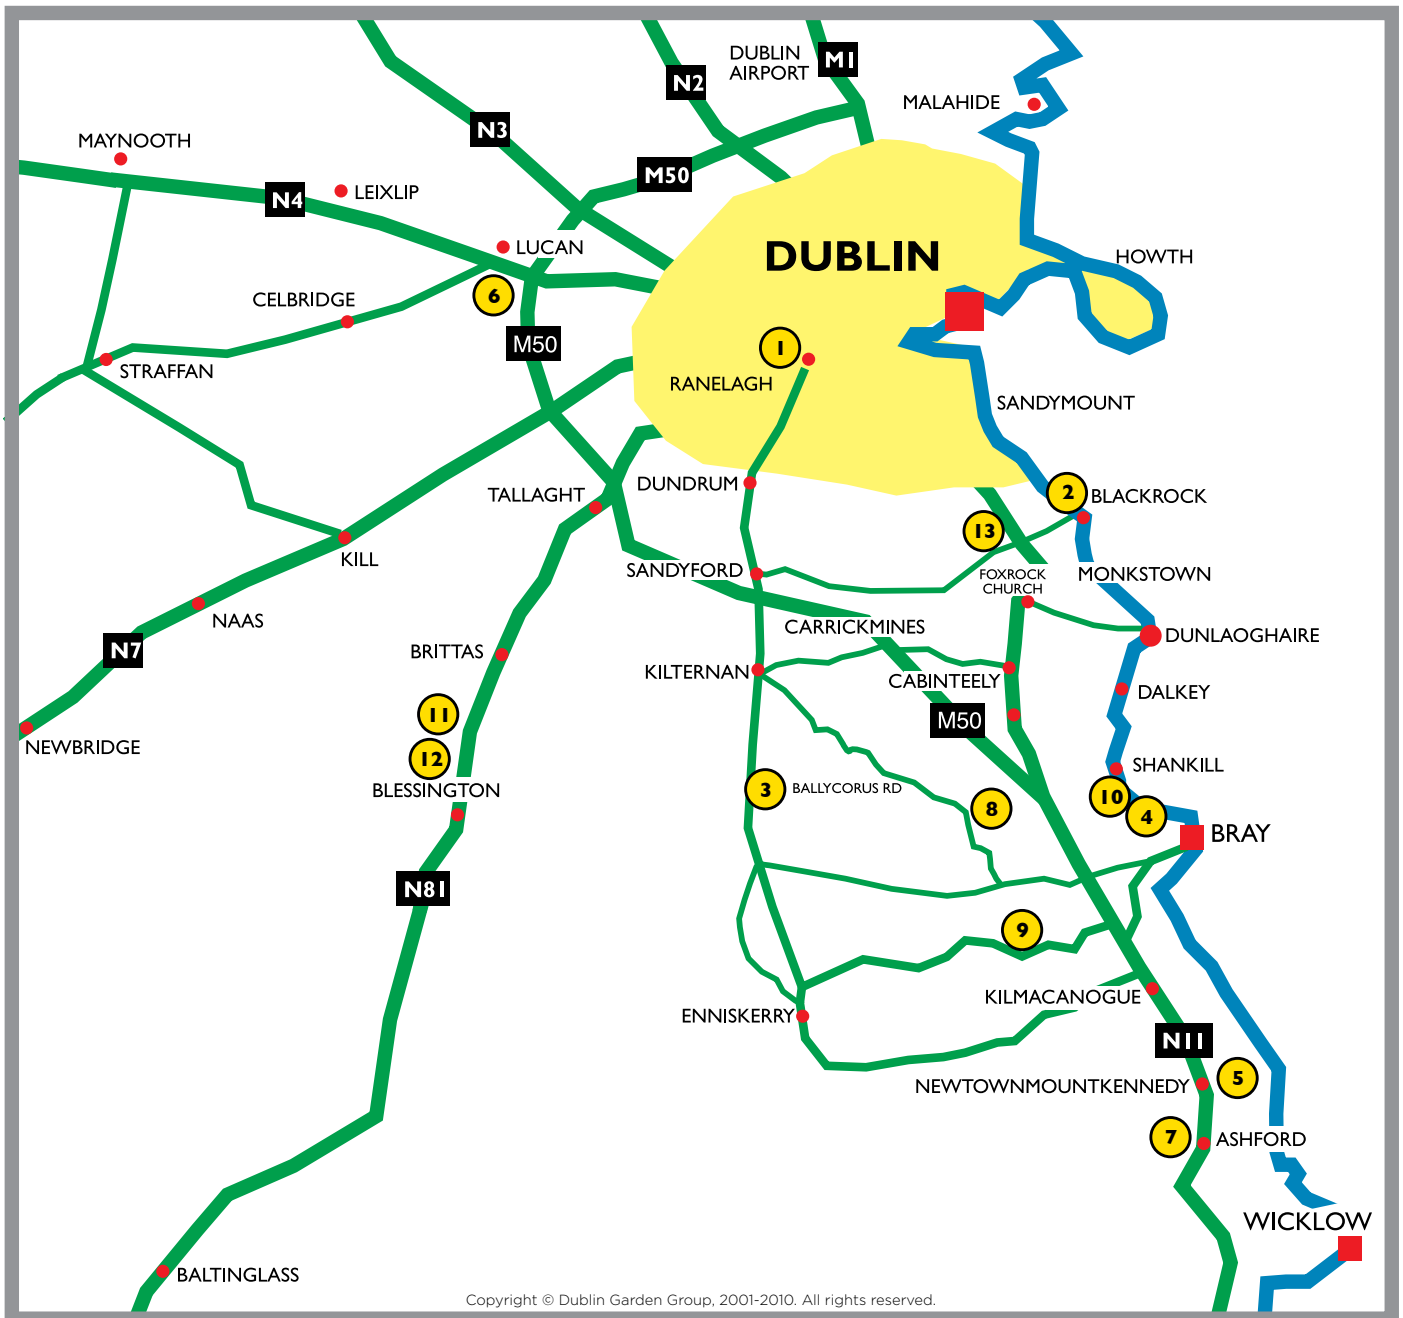 DUBLIN
AIRPORT
M1
N2
MALAHIDE
N3
MAYNOOTH
M50
N4
LEIXLIP
LUCAN
DUBLIN
HOWTH
6
CELBRIDGE
M50
1
STRAFFAN
RANELAGH
SANDYMOUNT
TALLAGHT
DUNDRUM
2
BLACKROCK
13
KILL
SANDYFORD
FOXROCK
CHURCH
MONKSTOWN
NAAS
CARRICKMINES
DUNLAOGHAIRE
N7
BRITTAS
KILTERNAN
CABINTEELY
DALKEY
11
M50
NEWBRIDGE
12
SHANKILL
BLESSINGTON
3
BALLYCORUS RD
8
10
4
BRAY
N81
9
KILMACANOGUE
ENNISKERRY
N11
NEWTOWNMOUNTKENNEDY
5
7
ASHFORD
WICKLOW
BALTINGLASS
Copyright © Dublin Garden Group, 2001-2010. All rights reserved.